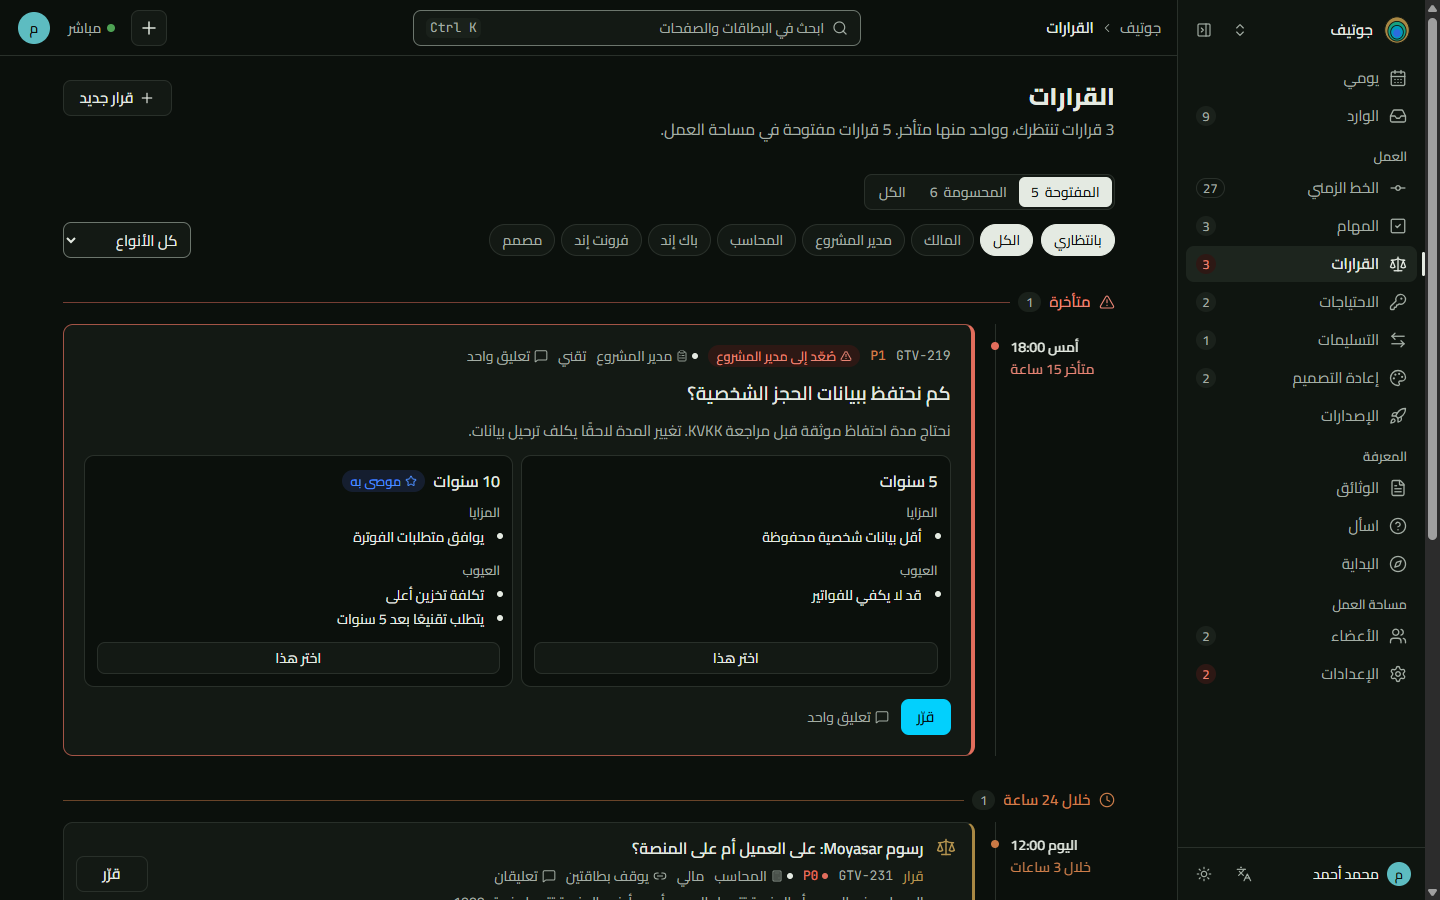 جوتيف
يومي
الوارد 9
العمل
الخط الزمني 27
المهام 3
القرارات 3
الاحتياجات 2
التسليمات 1
إعادة التصميم 2
الإصدارات
المعرفة
الوثائق
اسأل
البداية
مساحة العمل
الأعضاء 2
الإعدادات 2
م محمد أحمد
جوتيف القرارات
ابحث في البطاقات والصفحات Ctrl K
مباشر م
القرارات
قرار جديد
3 قرارات تنتظرك، وواحد منها متأخر. 5 قرارات مفتوحة في مساحة العمل.
المفتوحة 5 المحسومة 6 الكل
بانتظاري الكل المالك مدير المشروع المحاسب باك إند فرونت إند مصمم كل الأنواع
متأخرة 1
أمس 18:00
متأخر 15 ساعة
GTV-219 P1 صُعّد إلى مدير المشروع مدير المشروع تقني تعليق واحد
كم نحتفظ ببيانات الحجز الشخصية؟
نحتاج مدة احتفاظ موثقة قبل مراجعة KVKK. تغيير المدة لاحقًا يكلف ترحيل بيانات.
5 سنوات
المزايا
أقل بيانات شخصية محفوظة
العيوب
قد لا يكفي للفواتير
اختر هذا
10 سنوات موصى به
المزايا
يوافق متطلبات الفوترة
العيوب
تكلفة تخزين أعلى
يتطلب تقنيعًا بعد 5 سنوات
اختر هذا
قرّر تعليق واحد
خلال 24 ساعة 1
اليوم 12:00
خلال 3 ساعات
رسوم Moyasar: على العميل أم على المنصة؟
قرار GTV-231 P0 المحاسب مالي يوقف بطاقتين تعليقان
قرّر